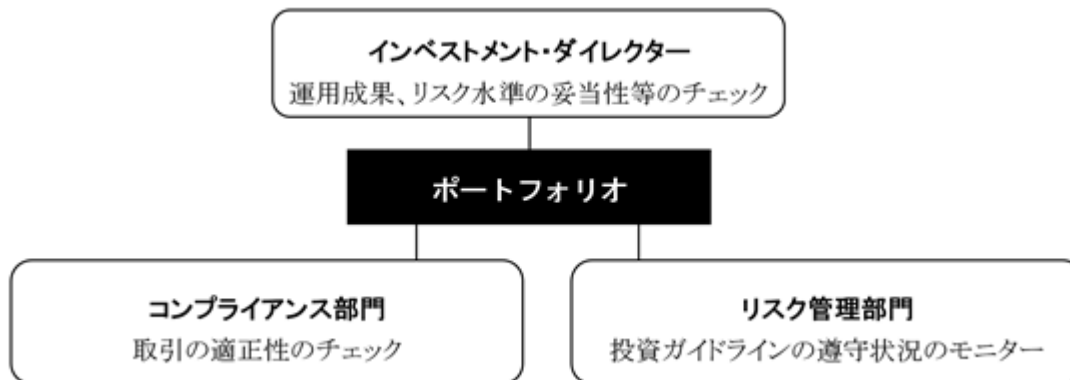 インベストメント・ダイレクター
運用成果、リスク水準の妥当性等のチェック
ポートフォリオ
コンプライアンス部門
取引の適正性のチェック
リスク管理部門
投資ガイドラインの遵守状況のモニター